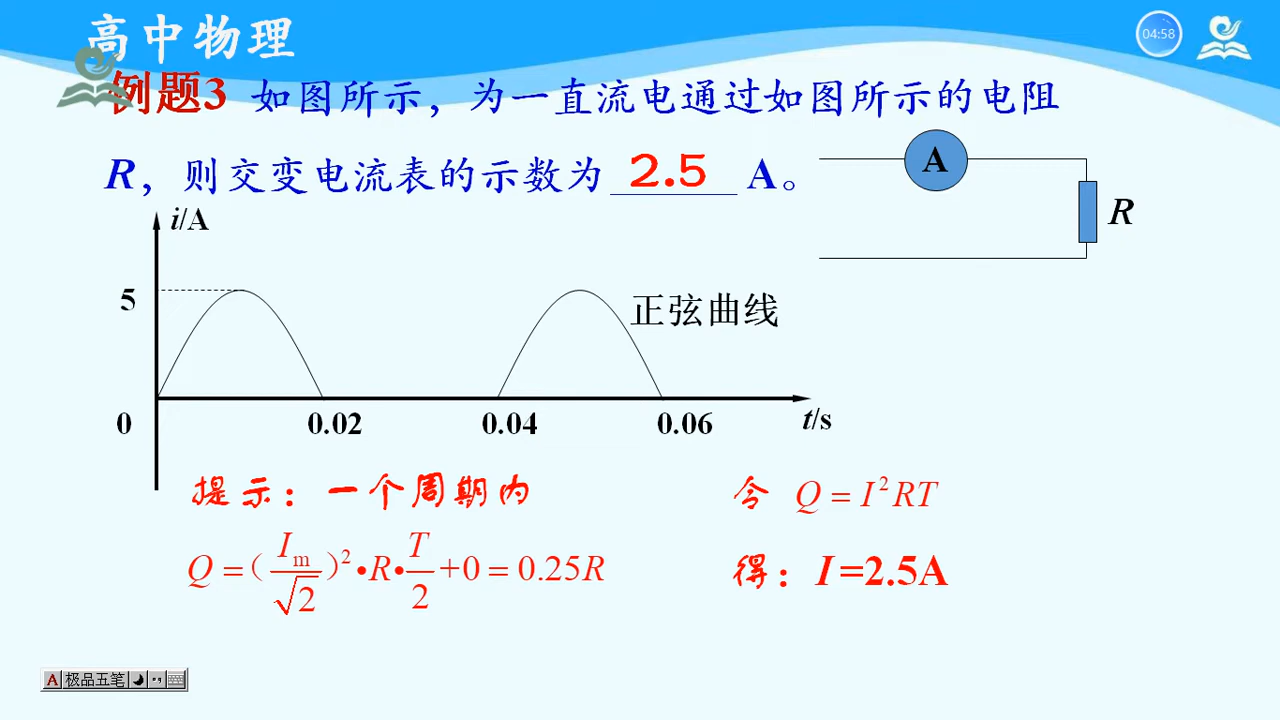 高中物理
04:58
例题3 如图所示，为一直流电通过如图所示的电阻
R，则交变电流表的示数为 2.5 A。
A
R
i/A
5
正弦曲线
0
0.02
0.04
0.06
t/s
提示：一个周期内
令 Q = I²RT
Q = (Im/√2)²•R•T/2+0 = 0.25R
得：I=2.5A
A 极品五笔